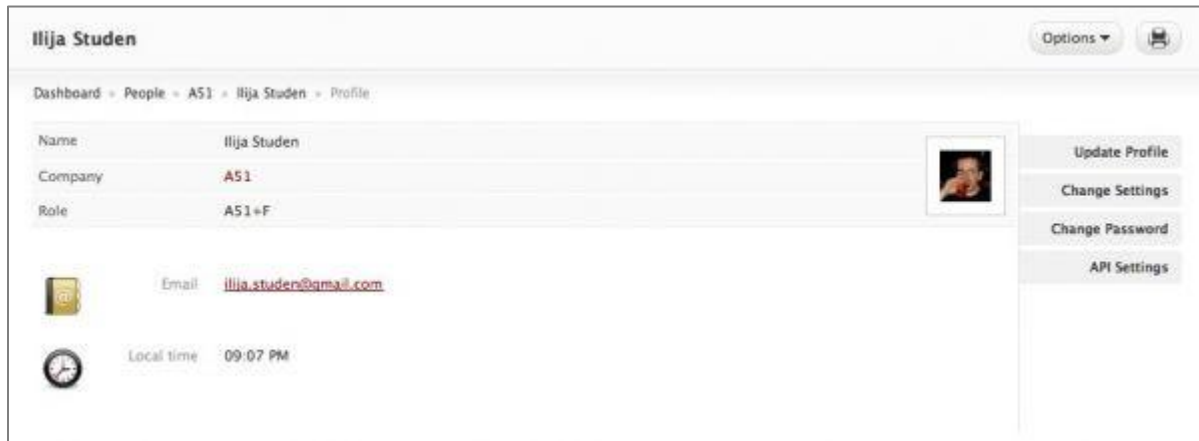 Ilija Studen
Options ▾
Dashboard » People » A51 » Ilija Studen » Profile
Name Ilija Studen
Company A51
Role A51+F
Update Profile
Change Settings
Change Password
API Settings
Email ilija.studen@gmail.com
Local time 09:07 PM